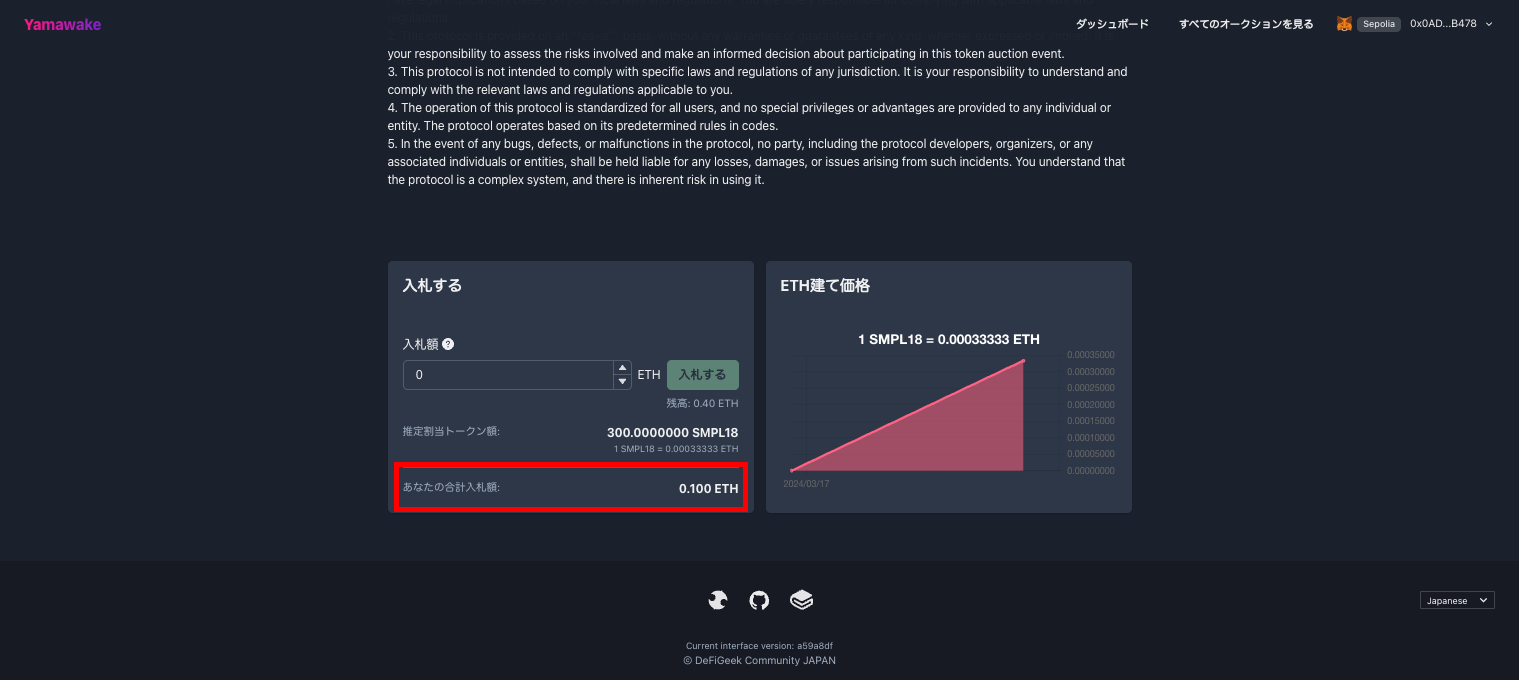 Yamawake
ダッシュボード
すべてのオークションを見る
Sepolia
0x0AD...B478
your responsibility to assess the risks involved and make an informed decision about participating in this token auction event.
3. This protocol is not intended to comply with specific laws and regulations of any jurisdiction. It is your responsibility to understand and
comply with the relevant laws and regulations applicable to you.
4. The operation of this protocol is standardized for all users, and no special privileges or advantages are provided to any individual or
entity. The protocol operates based on its predetermined rules in codes.
5. In the event of any bugs, defects, or malfunctions in the protocol, no party, including the protocol developers, organizers, or any
associated individuals or entities, shall be held liable for any losses, damages, or issues arising from such incidents. You understand that
the protocol is a complex system, and there is inherent risk in using it.
入札する
入札額 ?
0
ETH
入札する
残高: 0.40 ETH
推定割当トークン額:
300.0000000 SMPL18
1 SMPL18 = 0.00033333 ETH
あなたの合計入札額:
0.100 ETH
ETH建て価格
1 SMPL18 = 0.00033333 ETH
0.00035000
0.00030000
0.00025000
0.00020000
0.00015000
0.00010000
0.00005000
0.00000000
2024/03/17
Japanese
Current interface version: a59a8df
© DeFiGeek Community JAPAN